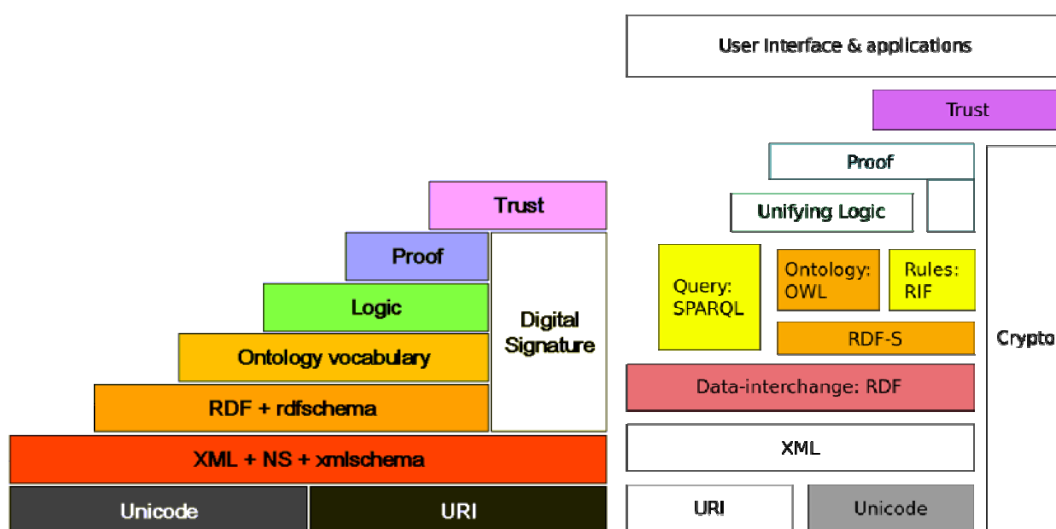 Trust
Proof
Logic
Digital
Signature
Ontology vocabulary
RDF + rdfschema
XML + NS + xmlschema
Unicode
URI
User Interface & applications
Trust
Proof
Unifying Logic
Query:
SPARQL
Ontology:
OWL
Rules:
RIF
RDF-S
Crypto
Data-interchange: RDF
XML
URI
Unicode